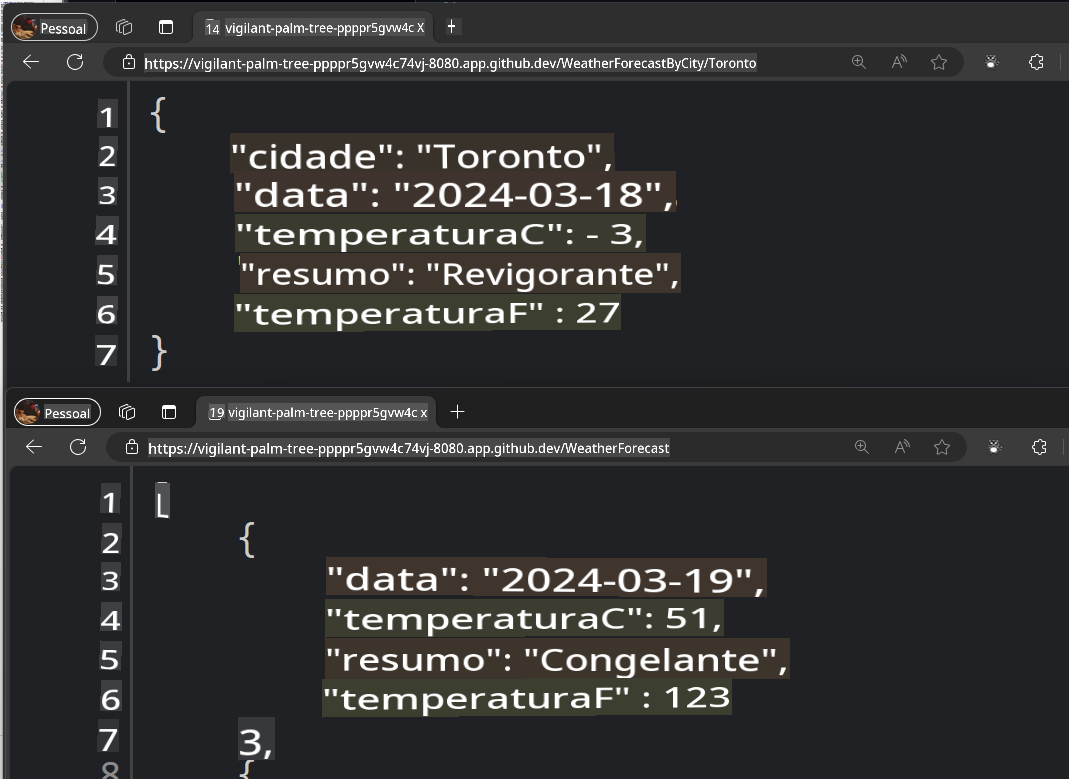 Pessoal 14 vigilant-palm-tree-ppppr5gvw4c X +
https://vigilant-palm-tree-ppppr5gvw4c74vj-8080.app.github.dev/WeatherForecastByCity/Toronto
1 {
2 "cidade": "Toronto",
3 "data": "2024-03-18",
4 "temperaturaC": - 3,
5 "resumo": "Revigorante",
6 "temperaturaF" : 27
7 }
Pessoal 19 vigilant-palm-tree-ppppr5gvw4c x +
https://vigilant-palm-tree-ppppr5gvw4c74vj-8080.app.github.dev/WeatherForecast
1 [
2 {
3 "data": "2024-03-19",
4 "temperaturaC": 51,
5 "resumo": "Congelante",
6 "temperaturaF" : 123
7 3,
8 {